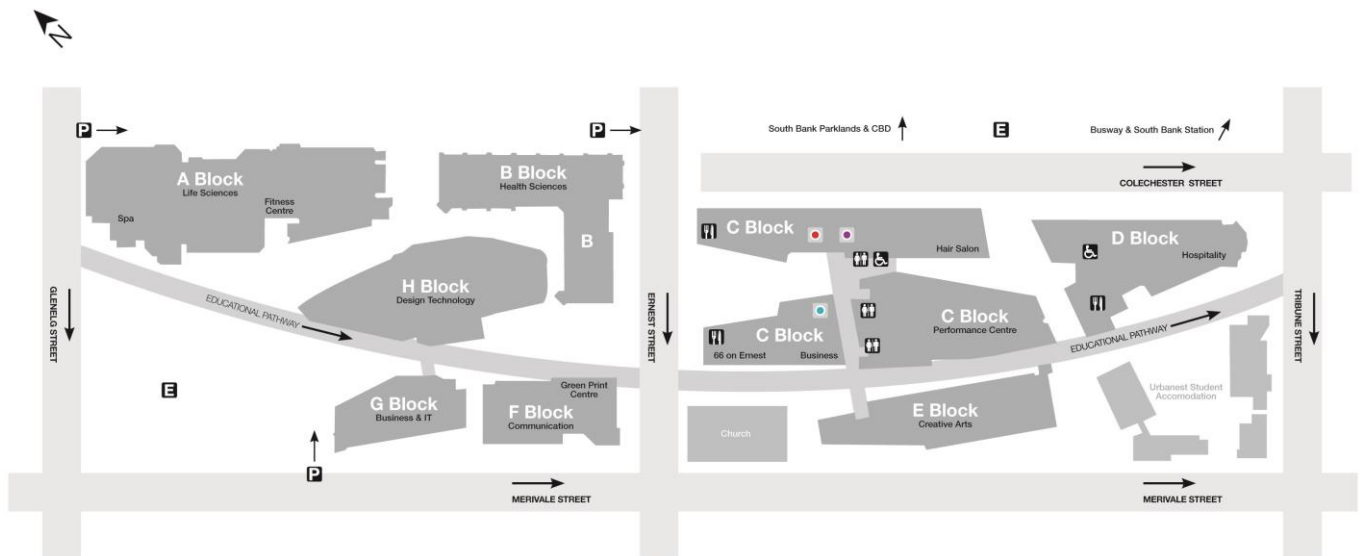 N
P
P
South Bank Parklands & CBD
E
Busway & South Bank Station
COLECHESTER STREET
A Block
Life Sciences
Fitness
Centre
Spa
B Block
Health Sciences
B
C Block
Hair Salon
D Block
Hospitality
H Block
Design Technology
GLENELG STREET
EDUCATIONAL PATHWAY
ERNEST STREET
C Block
66 on Ernest
Business
C Block
Performance Centre
EDUCATIONAL PATHWAY
TRIBUNE STREET
E
G Block
Business & IT
Green Print
Centre
F Block
Communication
Church
E Block
Creative Arts
Urbanest Student
Accomodation
P
MERIVALE STREET
MERIVALE STREET